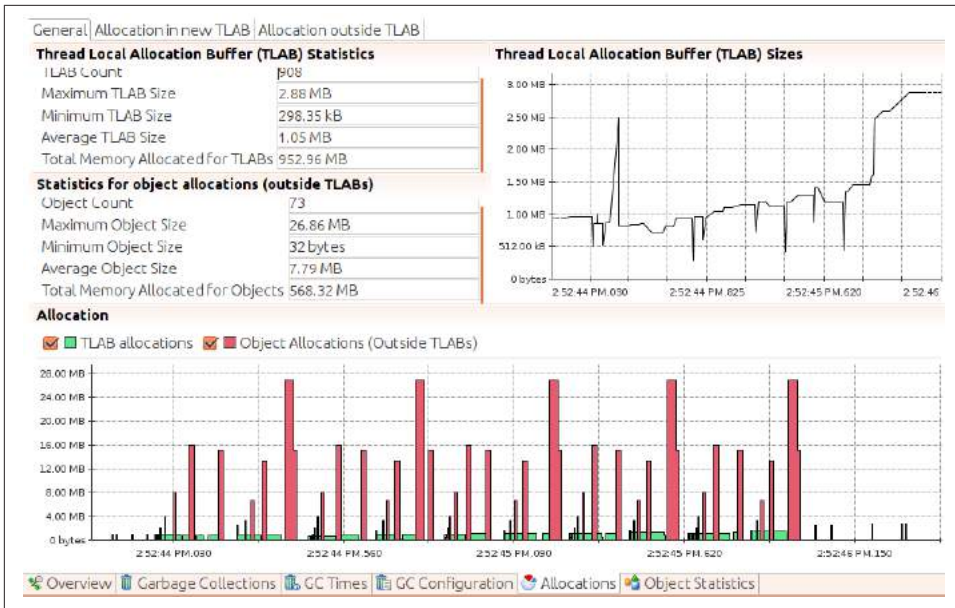 General Allocation in new TLAB Allocation outside TLAB
Thread Local Allocation Buffer (TLAB) Statistics
TLAB Count 908
Maximum TLAB Size 2.88 MB
Minimum TLAB Size 298.35 kB
Average TLAB Size 1.05 MB
Total Memory Allocated for TLABs 952.96 MB
Statistics for object allocations (outside TLABs)
Object Count 73
Maximum Object Size 26.86 MB
Minimum Object Size 32 bytes
Average Object Size 7.79 MB
Total Memory Allocated for Objects 568.32 MB
Thread Local Allocation Buffer (TLAB) Sizes
3.00 MB
2.50 MB
2.00 MB
1.50 MB
1.00 MB
512.00 kB
0 bytes
2:52:44 PM.030 2:52:44 PM.825 2:52:45 PM.620 2:52:46
Allocation
TLAB allocations Object Allocations (Outside TLABs)
28.00 MB
24.00 MB
20.00 MB
16.00 MB
12.00 MB
8.00 MB
4.00 MB
0 bytes
2:52:44 PM.030 2:52:44 PM.560 2:52:45 PM.090 2:52:45 PM.620 2:52:46 PM.150
Overview Garbage Collections GC Times GC Configuration Allocations Object Statistics